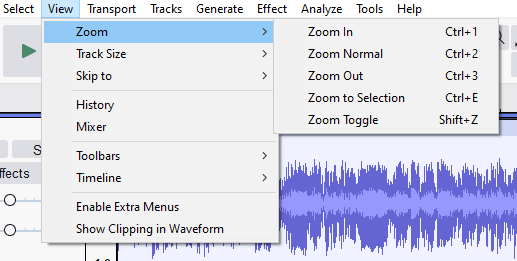 Select View Transport Tracks Generate Effect Analyze Tools Help
Zoom
Track Size
Skip to
History
Mixer
Toolbars
Timeline
Enable Extra Menus
Show Clipping in Waveform
Zoom In Ctrl+1
Zoom Normal Ctrl+2
Zoom Out Ctrl+3
Zoom to Selection Ctrl+E
Zoom Toggle Shift+Z
S
ffects